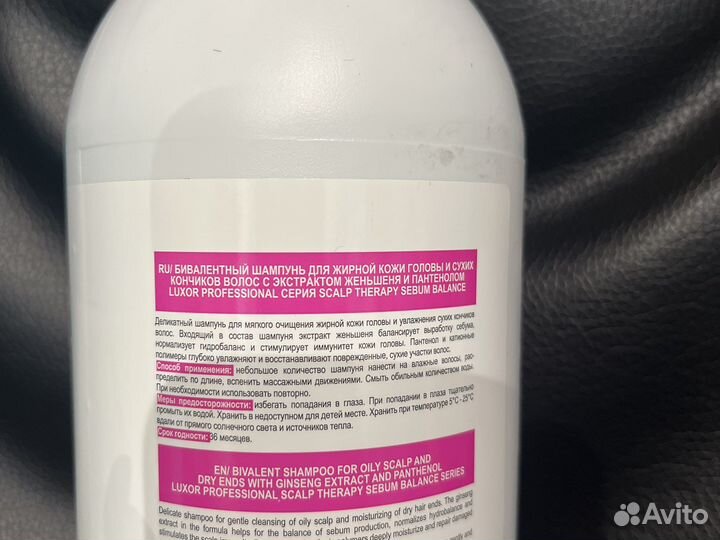 RU/ БИВАЛЕНТНЫЙ ШАМПУНЬ ДЛЯ ЖИРНОЙ КОЖИ ГОЛОВЫ И СУХИХ
КОНЧИКОВ ВОЛОС С ЭКСТРАКТОМ ЖЕНЬШЕНЯ И ПАНТЕНОЛОМ
LUXOR PROFESSIONAL СЕРИЯ SCALP THERAPY SEBUM BALANCE
Деликатный шампунь для мягкого очищения жирной кожи головы и увлажнения сухих кончиков
волос. Входящий в состав шампуня экстракт женьшеня балансирует выработку себума,
нормализует гидробаланс и стимулирует иммунитет кожи головы. Пантенол и катионные
полимеры глубоко увлажняют и восстанавливают поврежденные, сухие участки волос.
Способ применения: небольшое количество шампуня нанести на влажные волосы, рас-
пределить по длине, вспенить массажными движениями. Смыть обильным количеством воды.
При необходимости использовать повторно.
Меры предосторожности: избегать попадания в глаза. При попадании в глаза тщательно
промыть их водой. Хранить в недоступном для детей месте. Хранить при температуре 5°C - 25°C
вдали от прямого солнечного света и источников тепла.
Срок годности: 36 месяцев.
EN/ BIVALENT SHAMPOO FOR OILY SCALP AND
DRY ENDS WITH GINSENG EXTRACT AND PANTHENOL
LUXOR PROFESSIONAL SCALP THERAPY SEBUM BALANCE SERIES
Delicate shampoo for gentle cleansing of oily scalp and moisturizing of dry hair ends. The ginseng
extract in the formula helps for the balance of sebum production, normalizes hydrobalance and
stimulates the polymers deeply moisturize and repair damaged
Avito